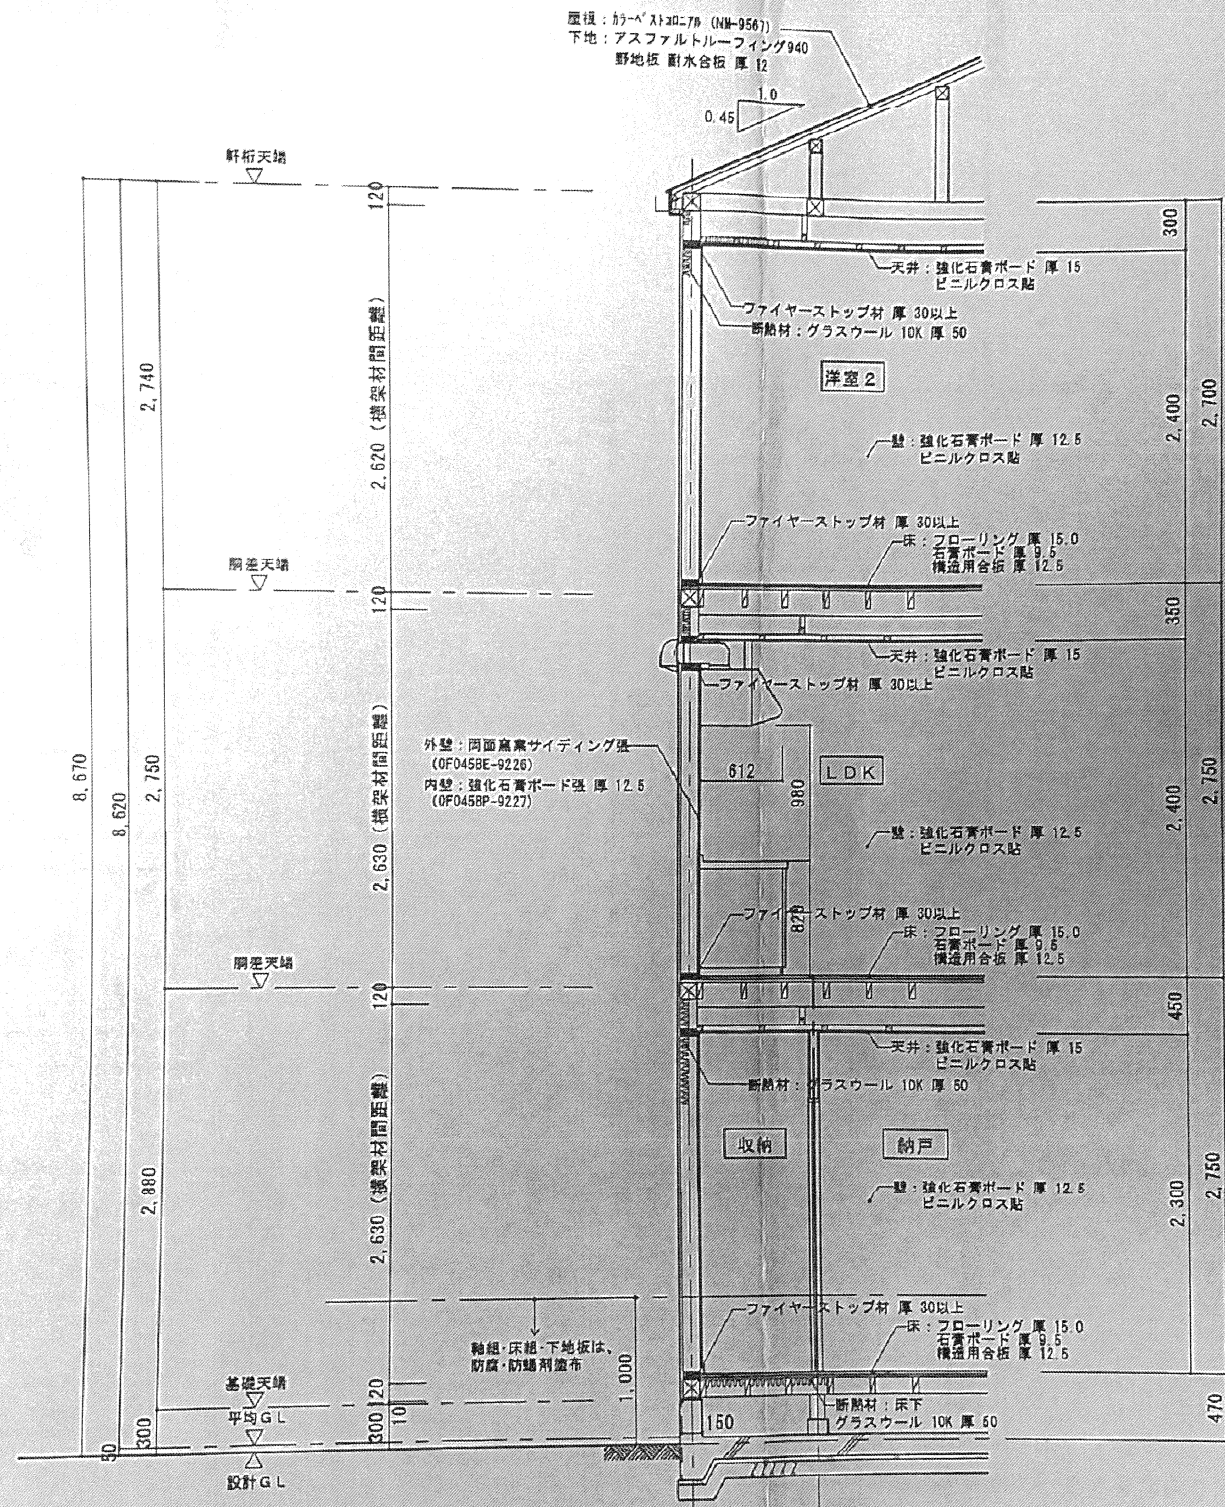 屋根：カラーベストコロニアル (NM-9567)
下地：アスファルトルーフィング940
野地板 耐水合板 厚 12
1.0
0.45
軒桁天端
120
300
天井：強化石膏ボード 厚 15
ビニルクロス貼
ファイヤーストップ材 厚 30以上
断熱材：グラスウール 10K 厚 50
洋室２
2,740
2,620 (横架材間距離)
2,400
2,700
壁：強化石膏ボード 厚 12.5
ビニルクロス貼
ファイヤーストップ材 厚 30以上
床：フローリング 厚 15.0
石膏ボード 厚 9.5
構造用合板 厚 12.5
胴差天端
120
350
天井：強化石膏ボード 厚 15
ビニルクロス貼
ファイヤーストップ材 厚 30以上
外壁：両面窯業サイディング張
(QF045BE-9226)
内壁：強化石膏ボード張 厚 12.5
(QF045BP-9227)
612
980
ＬＤＫ
8,670
8,620
2,750
2,630 (横架材間距離)
2,400
2,750
壁：強化石膏ボード 厚 12.5
ビニルクロス貼
820
ファイヤーストップ材 厚 30以上
床：フローリング 厚 15.0
石膏ボード 厚 9.5
構造用合板 厚 12.5
胴差天端
120
450
天井：強化石膏ボード 厚 15
ビニルクロス貼
断熱材：グラスウール 10K 厚 50
収納
納戸
2,880
2,630 (横架材間距離)
2,300
2,750
壁：強化石膏ボード 厚 12.5
ビニルクロス貼
ファイヤーストップ材 厚 30以上
床：フローリング 厚 15.0
石膏ボード 厚 9.5
構造用合板 厚 12.5
軸組・床組・下地板は、
防腐・防蟻剤塗布
1,000
基礎天端
120
平均ＧＬ
300
300
10
50
150
断熱材：床下
グラスウール 10K 厚 50
470
設計ＧＬ